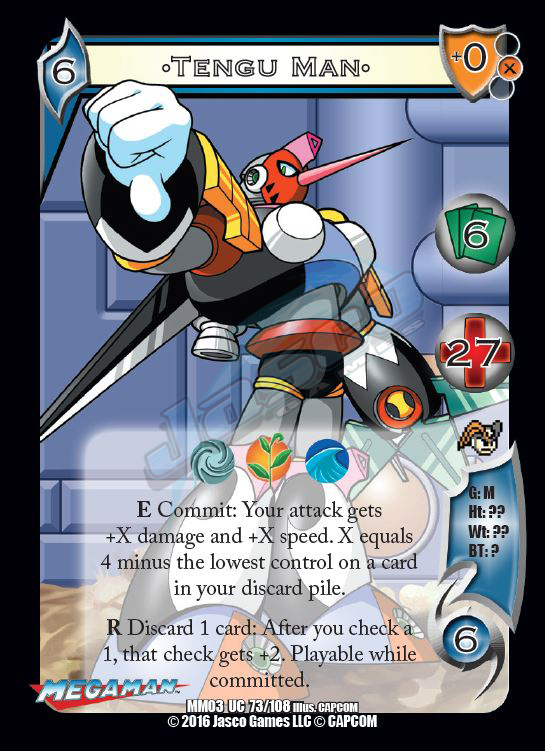 6
•TENGU MAN•
+0
6
27
G: M
Ht: ??
Wt: ??
BT: ?
E Commit: Your attack gets
+X damage and +X speed. X equals
4 minus the lowest control on a card
in your discard pile.
R Discard 1 card: After you check a
1, that check gets +2. Playable while
committed.
6
MEGAMAN™
MM03 UC 73/108 Illus. CAPCOM
© 2016 Jasco Games LLC © CAPCOM
Jasco